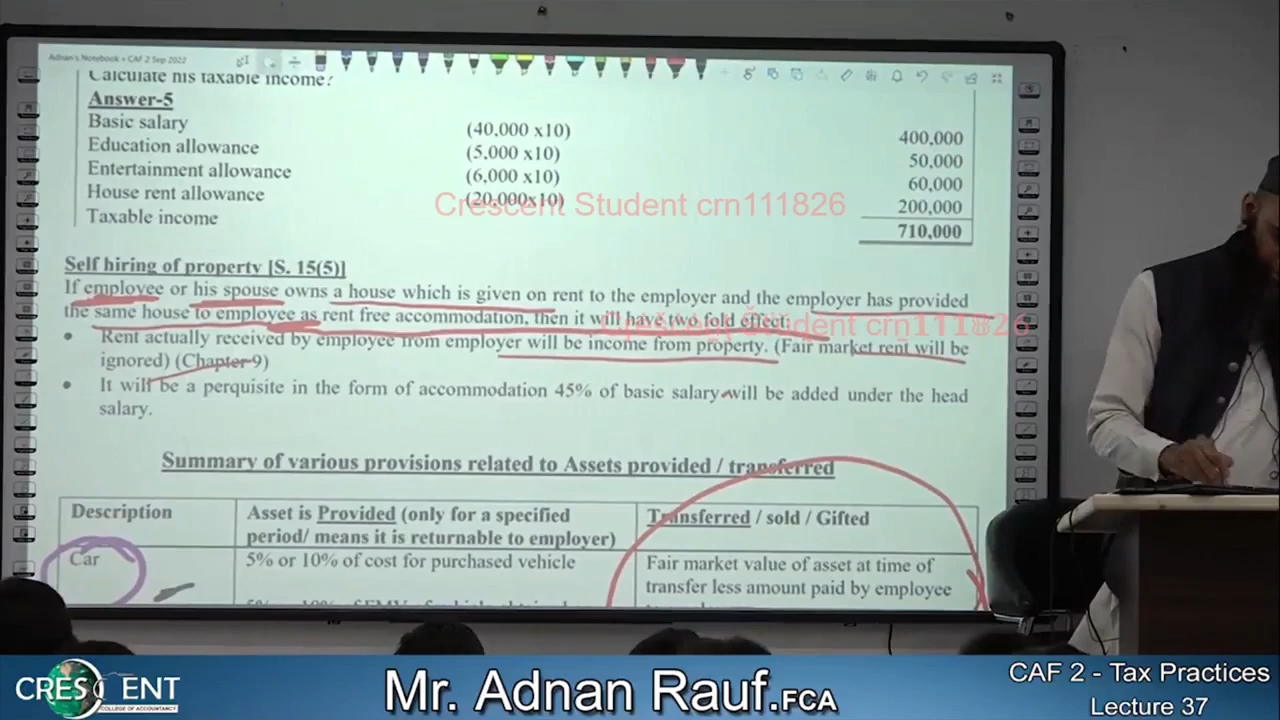 Adnan's Notebook • CAF 2 Sep 2022
Calculate his taxable income?
Answer-5
Basic salary (40,000 x10) 400,000
Education allowance (5,000 x10) 50,000
Entertainment allowance (6,000 x10) 60,000
House rent allowance (20,000x10) 200,000
Taxable income 710,000
Crescent Student crn111826
Self hiring of property [S. 15(5)]
If employee or his spouse owns a house which is given on rent to the employer and the employer has provided
the same house to employee as rent free accommodation, then it will have two fold effect:
Crescent Student crn111826
• Rent actually received by employee from employer will be income from property. (Fair market rent will be
ignored) (Chapter-9)
• It will be a perquisite in the form of accommodation 45% of basic salary will be added under the head
salary.
Summary of various provisions related to Assets provided / transferred
Description Asset is Provided (only for a specified Transferred / sold / Gifted
period/ means it is returnable to employer)
Car 5% or 10% of cost for purchased vehicle Fair market value of asset at time of
transfer less amount paid by employee
CRESCENT
COLLEGE OF ACCOUNTANCY
Mr. Adnan Rauf.FCA
CAF 2 - Tax Practices
Lecture 37